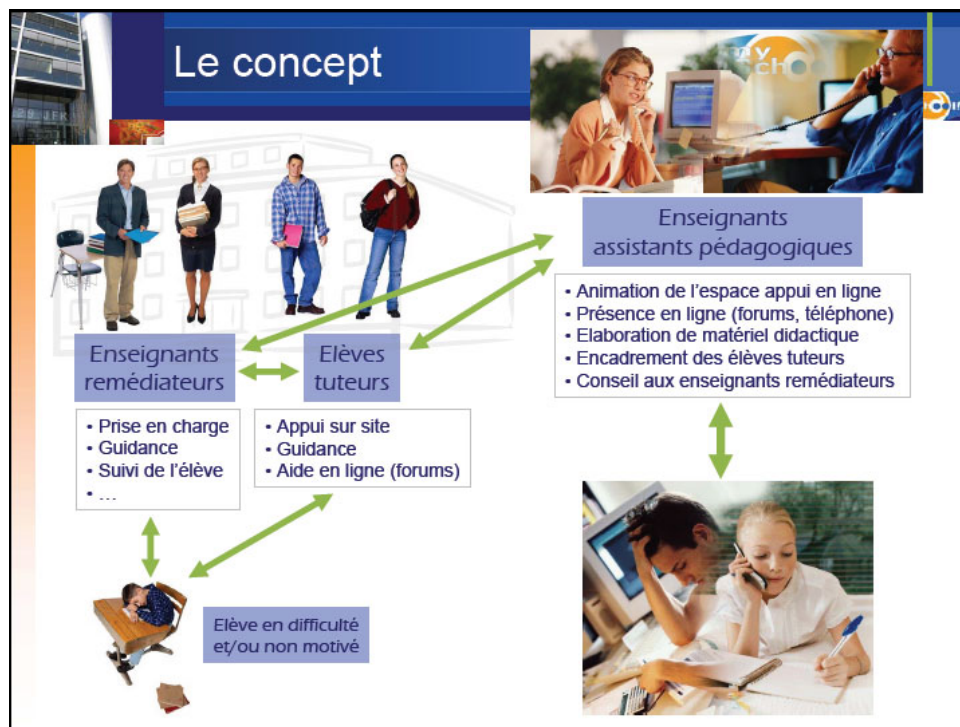 Le concept
y
ch
Enseignants
assistants pédagogiques
• Animation de l'espace appui en ligne
• Présence en ligne (forums, téléphone)
• Elaboration de matériel didactique
• Encadrement des élèves tuteurs
• Conseil aux enseignants remédiateurs
Enseignants
remédiateurs
Elèves
tuteurs
• Prise en charge
• Guidance
• Suivi de l'élève
• ...
• Appui sur site
• Guidance
• Aide en ligne (forums)
Elève en difficulté
et/ou non motivé